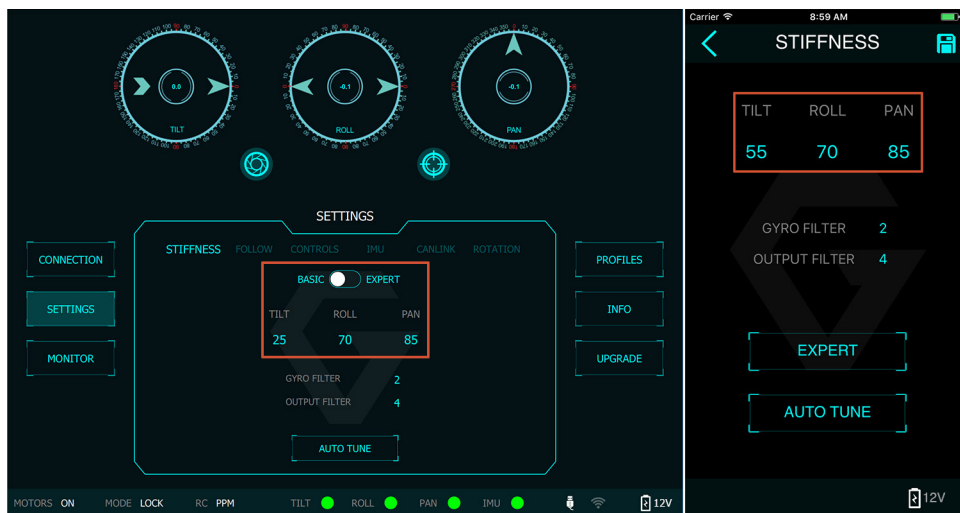 0.0
TILT
-0.1
ROLL
-0.1
PAN
SETTINGS
STIFFNESS FOLLOW CONTROLS IMU CANLINK ROTATION
BASIC EXPERT
TILT ROLL PAN
25 70 85
GYRO FILTER 2
OUTPUT FILTER 4
AUTO TUNE
CONNECTION
SETTINGS
MONITOR
PROFILES
INFO
UPGRADE
MOTORS ON MODE LOCK RC PPM TILT ROLL PAN IMU 12V
Carrier 8:59 AM
STIFFNESS
TILT ROLL PAN
55 70 85
GYRO FILTER 2
OUTPUT FILTER 4
EXPERT
AUTO TUNE
12V